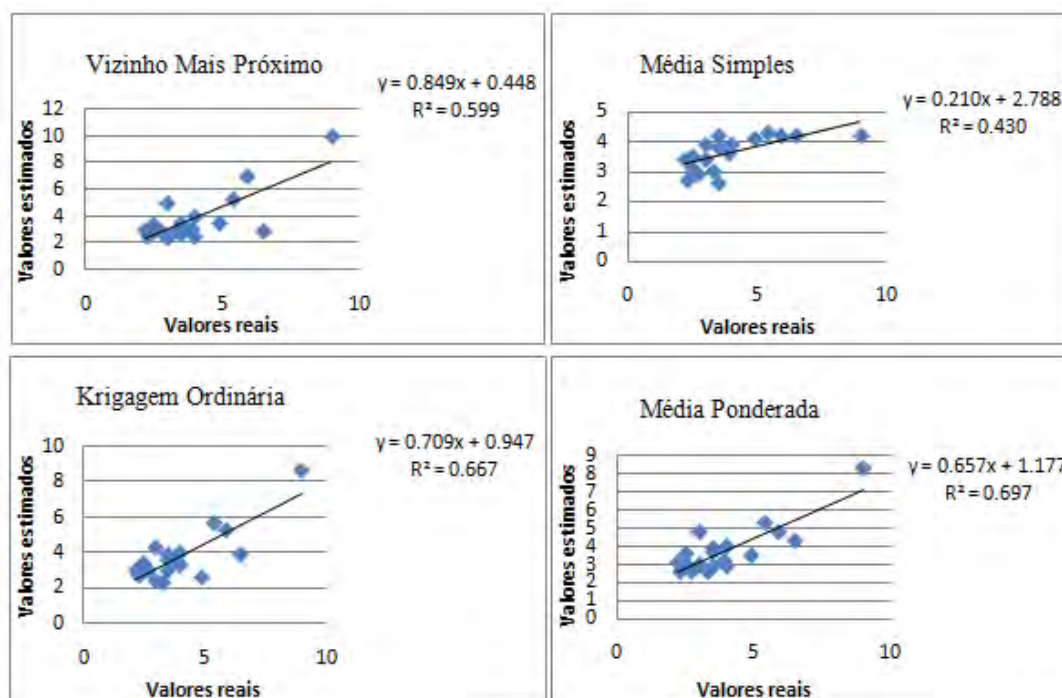 Vizinho Mais Próximo
y = 0.849x + 0.448
R² = 0.599
Valores estimados
12
10
8
6
4
2
0
0 5 10
Valores reais
Média Simples
y = 0.210x + 2.788
R² = 0.430
Valores estimados
5
4
3
2
1
0
0 5 10
Valores reais
Krigagem Ordinária
y = 0.709x + 0.947
R² = 0.667
Valores estimados
10
8
6
4
2
0
0 5 10
Valores reais
Média Ponderada
y = 0.657x + 1.177
R² = 0.697
Valores estimados
9
8
7
6
5
4
3
2
1
0
0 5 10
Valores reais